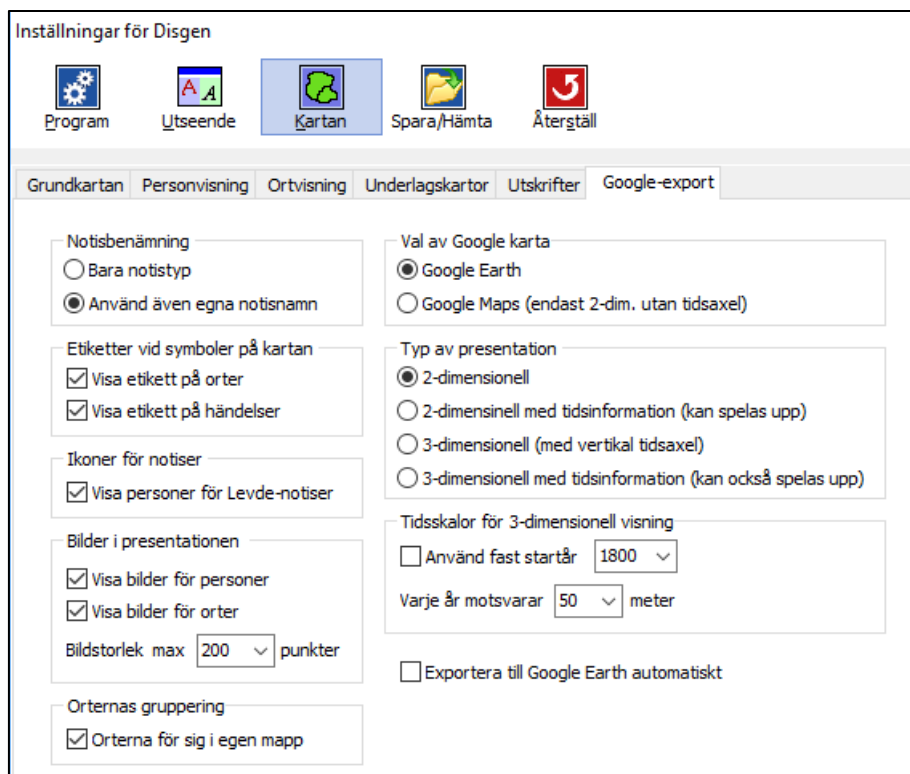 Inställningar för Disgen
Program Utseende Kartan Spara/Hämta Återställ
Grundkartan Personvisning Ortvisning Underlagskartor Utskrifter Google-export
Notisbenämning
Bara notistyp
Använd även egna notisnamn
Etiketter vid symboler på kartan
Visa etikett på orter
Visa etikett på händelser
Ikoner för notiser
Visa personer för Levde-notiser
Bilder i presentationen
Visa bilder för personer
Visa bilder för orter
Bildstorlek max 200 punkter
Orternas gruppering
Orterna för sig i egen mapp
Val av Google karta
Google Earth
Google Maps (endast 2-dim. utan tidsaxel)
Typ av presentation
2-dimensionell
2-dimensinell med tidsinformation (kan spelas upp)
3-dimensionell (med vertikal tidsaxel)
3-dimensionell med tidsinformation (kan också spelas upp)
Tidsskalor för 3-dimensionell visning
Använd fast startår 1800
Varje år motsvarar 50 meter
Exportera till Google Earth automatiskt